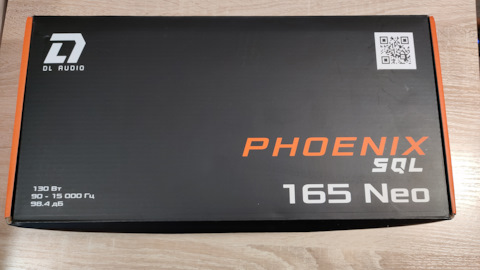 DL AUDIO
PHOENIX
SQL
165 Neo
130 Вт
90 - 15 000 Гц
98.4 дБ